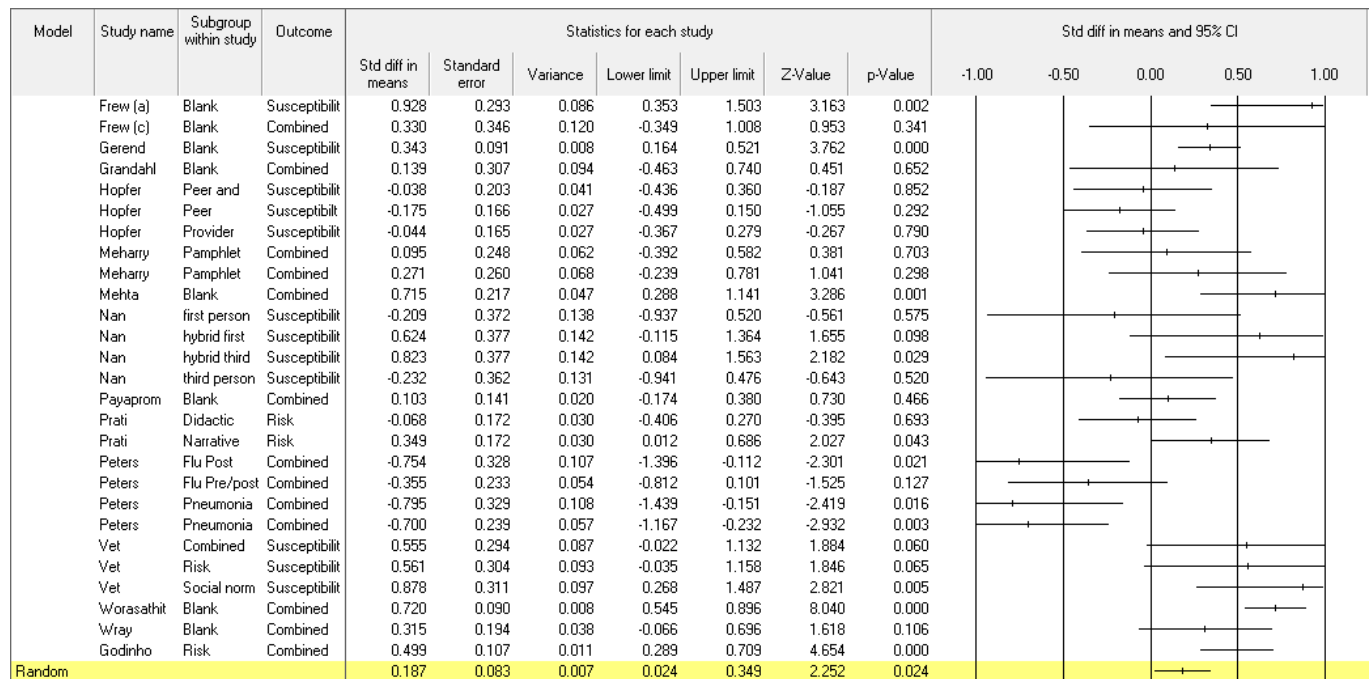 Model Study name Subgroup within study Outcome Statistics for each study Std diff in means and 95% CI
Std diff in means Standard error Variance Lower limit Upper limit Z-Value p-Value -1.00 -0.50 0.00 0.50 1.00
Frew (a) Blank Susceptibilit 0.928 0.293 0.086 0.353 1.503 3.163 0.002
Frew (c) Blank Combined 0.330 0.346 0.120 -0.349 1.008 0.953 0.341
Gerend Blank Susceptibilit 0.343 0.091 0.008 0.164 0.521 3.762 0.000
Grandahl Blank Combined 0.139 0.307 0.094 -0.463 0.740 0.451 0.652
Hopfer Peer and Susceptibilit -0.038 0.203 0.041 -0.436 0.360 -0.187 0.852
Hopfer Peer Susceptibilt -0.175 0.166 0.027 -0.499 0.150 -1.055 0.292
Hopfer Provider Susceptibilit -0.044 0.165 0.027 -0.367 0.279 -0.267 0.790
Meharry Pamphlet Combined 0.095 0.248 0.062 -0.392 0.582 0.381 0.703
Meharry Pamphlet Combined 0.271 0.260 0.068 -0.239 0.781 1.041 0.298
Mehta Blank Combined 0.715 0.217 0.047 0.288 1.141 3.286 0.001
Nan first person Susceptibilit -0.209 0.372 0.138 -0.937 0.520 -0.561 0.575
Nan hybrid first Susceptibilit 0.624 0.377 0.142 -0.115 1.364 1.655 0.098
Nan hybrid third Susceptibilit 0.823 0.377 0.142 0.084 1.563 2.182 0.029
Nan third person Susceptibilit -0.232 0.362 0.131 -0.941 0.476 -0.643 0.520
Payaprom Blank Combined 0.103 0.141 0.020 -0.174 0.380 0.730 0.466
Prati Didactic Risk -0.068 0.172 0.030 -0.406 0.270 -0.395 0.693
Prati Narrative Risk 0.349 0.172 0.030 0.012 0.686 2.027 0.043
Peters Flu Post Combined -0.754 0.328 0.107 -1.396 -0.112 -2.301 0.021
Peters Flu Pre/post Combined -0.355 0.233 0.054 -0.812 0.101 -1.525 0.127
Peters Pneumonia Combined -0.795 0.329 0.108 -1.439 -0.151 -2.419 0.016
Peters Pneumonia Combined -0.700 0.239 0.057 -1.167 -0.232 -2.932 0.003
Vet Combined Susceptibilit 0.555 0.294 0.087 -0.022 1.132 1.884 0.060
Vet Risk Susceptibilit 0.561 0.304 0.093 -0.035 1.158 1.846 0.065
Vet Social norm Susceptibilit 0.878 0.311 0.097 0.268 1.487 2.821 0.005
Worasathit Blank Combined 0.720 0.090 0.008 0.545 0.896 8.040 0.000
Wray Blank Combined 0.315 0.194 0.038 -0.066 0.696 1.618 0.106
Godinho Risk Combined 0.499 0.107 0.011 0.289 0.709 4.654 0.000
Random 0.187 0.083 0.007 0.024 0.349 2.252 0.024